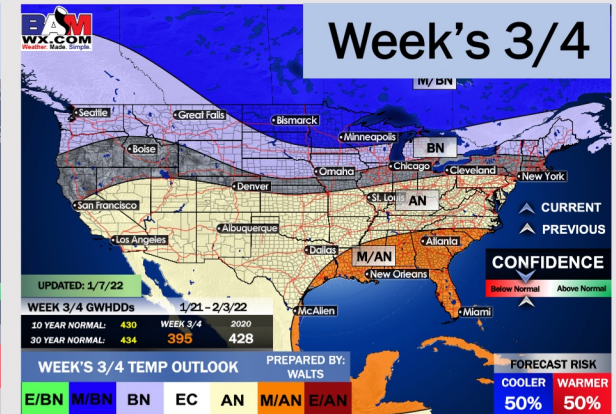 BAM
WX.COM
Weather. Made. Simple.
Week's 3/4
M/BN
Seattle
Great Falls
Bismarck
Minneapolis
BN
Boise
Chicago
Cleveland
Omaha
New York
Denver
St. Louis
AN
San Francisco
CURRENT
Albuquerque
PREVIOUS
Los Angeles
Atlanta
Dallas
M/AN
CONFIDENCE
New Orleans
Below Normal
Above Normal
UPDATED: 1/7/22
WEEK 3/4 GWHDDs 1/21 - 2/3/22
McAllen
Miami
10 YEAR NORMAL: 430 WEEK 3/4 2020
30 YEAR NORMAL: 434 395 428
WEEK'S 3/4 TEMP OUTLOOK
PREPARED BY:
WALTS
FORECAST RISK
COOLER WARMER
50% 50%
E/BN M/BN BN EC AN M/AN E/AN